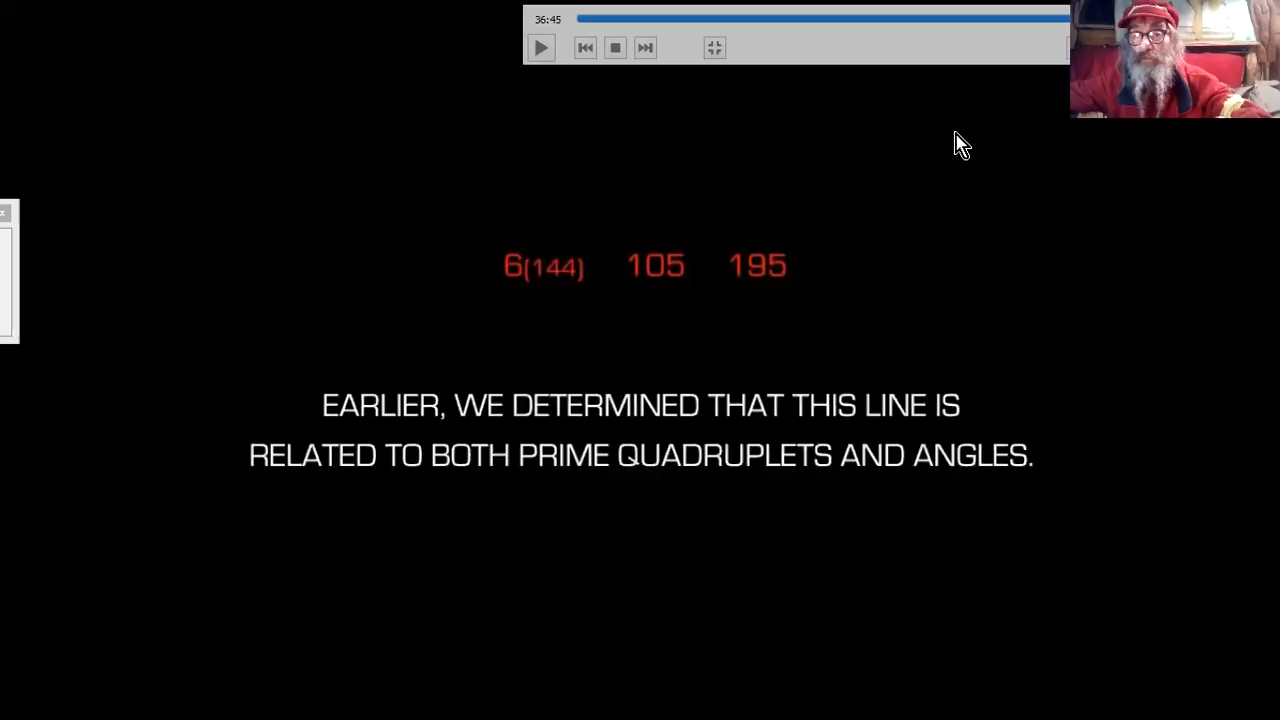 36:45
x
6(144) 105 195
EARLIER, WE DETERMINED THAT THIS LINE IS
RELATED TO BOTH PRIME QUADRUPLETS AND ANGLES.